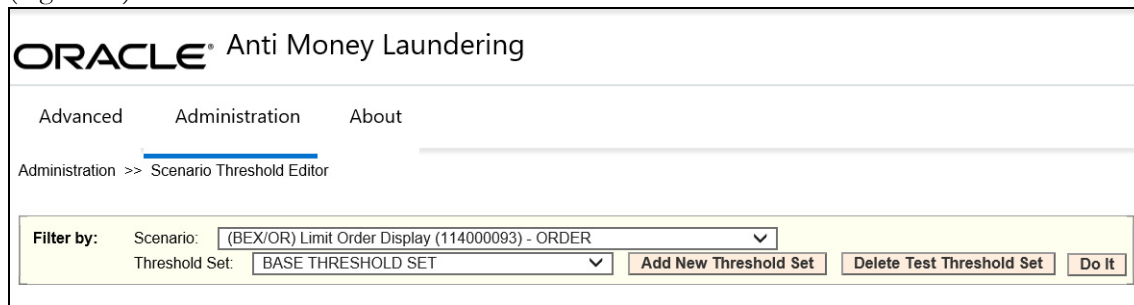 ORACLE® Anti Money Laundering
Advanced Administration About
Administration >> Scenario Threshold Editor
Filter by: Scenario: (BEX/OR) Limit Order Display (114000093) - ORDER
Threshold Set: BASE THRESHOLD SET Add New Threshold Set Delete Test Threshold Set Do It